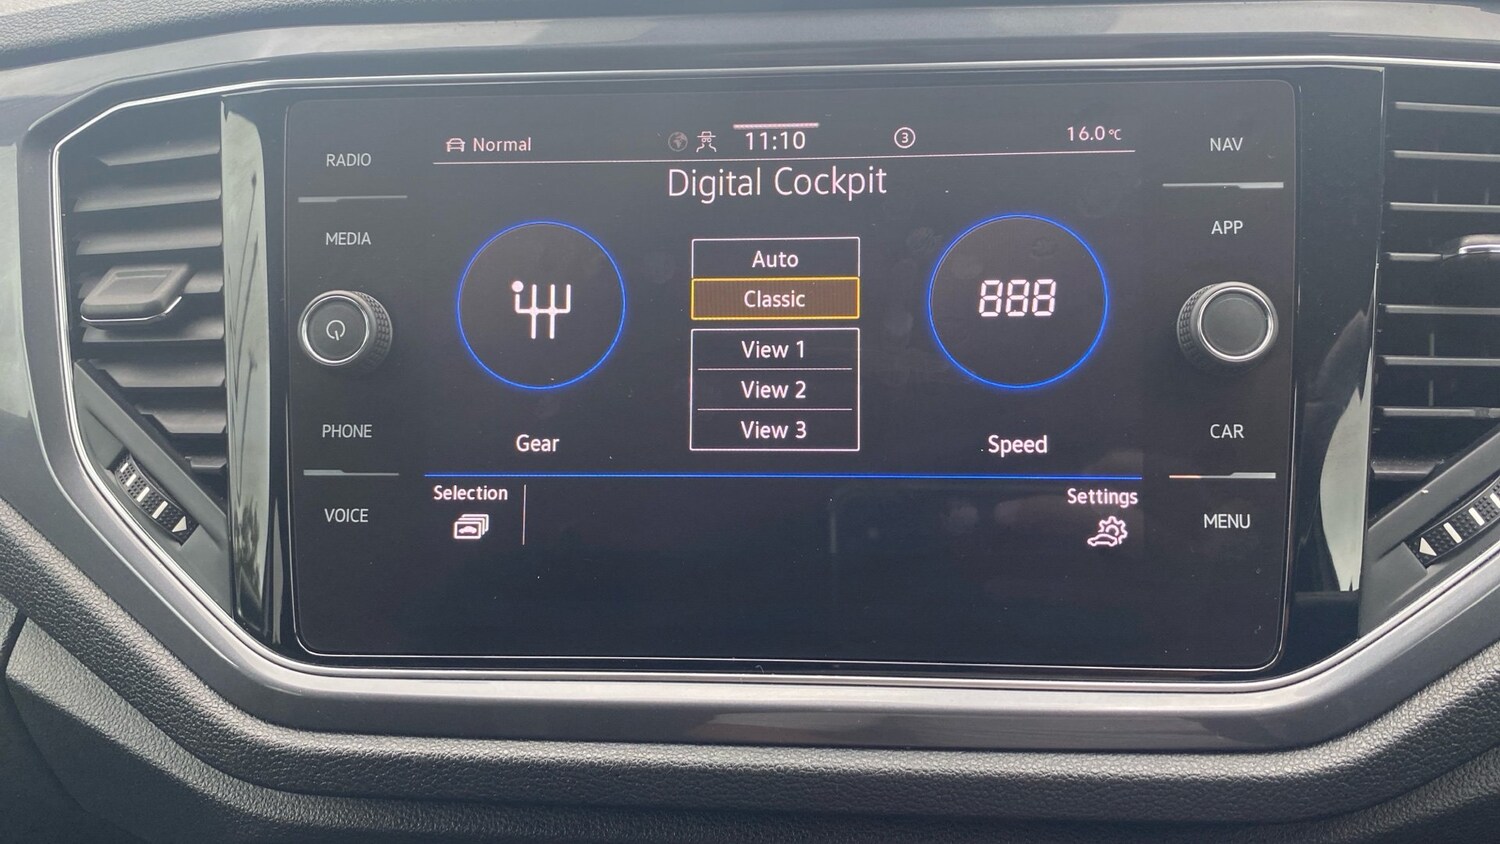 RADIO
MEDIA
PHONE
VOICE
Normal
11:10
3
16.0°C
Digital Cockpit
Auto
Classic
View 1
View 2
View 3
Gear
888
Speed
Selection
Settings
NAV
APP
CAR
MENU